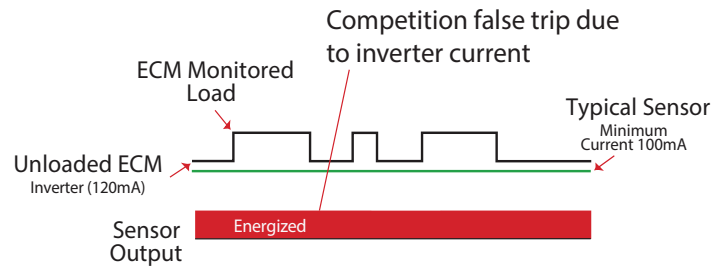 Competition false trip due
to inverter current
ECM Monitored
Load
Typical Sensor
Minimum
Current 100mA
Unloaded ECM
Inverter (120mA)
Sensor
Output
Energized